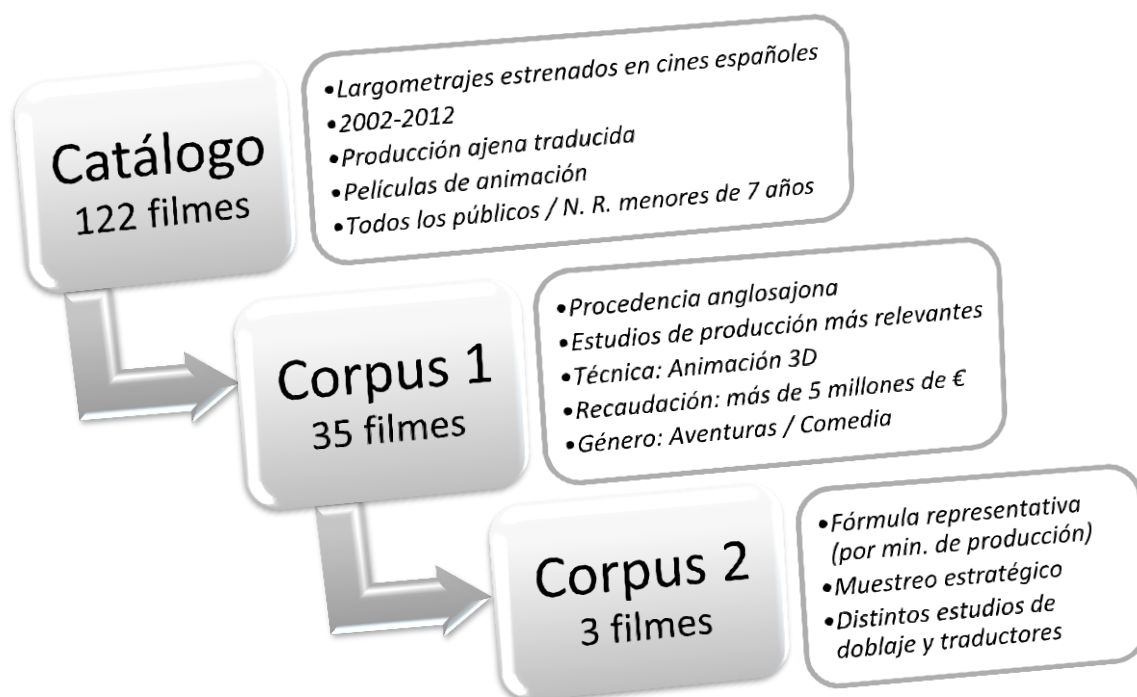 Catálogo
122 filmes
•Largometrajes estrenados en cines españoles
•2002-2012
•Producción ajena traducida
•Películas de animación
•Todos los públicos / N. R. menores de 7 años
Corpus 1
35 filmes
•Procedencia anglosajona
•Estudios de producción más relevantes
•Técnica: Animación 3D
•Recaudación: más de 5 millones de €
•Género: Aventuras / Comedia
Corpus 2
3 filmes
•Fórmula representativa
(por min. de producción)
•Muestreo estratégico
•Distintos estudios de
doblaje y traductores